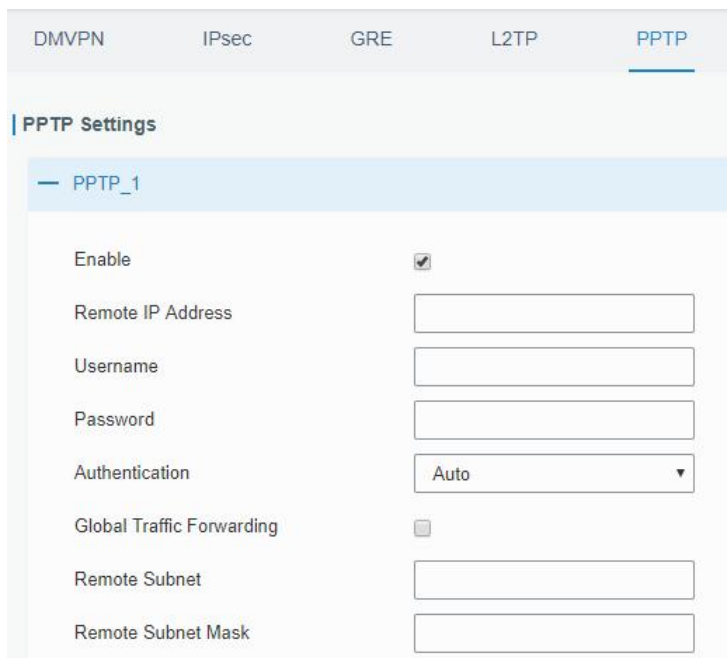 DMVPN IPsec GRE L2TP PPTP
PPTP Settings
PPTP_1
Enable
Remote IP Address
Username
Password
Authentication Auto
Global Traffic Forwarding
Remote Subnet
Remote Subnet Mask